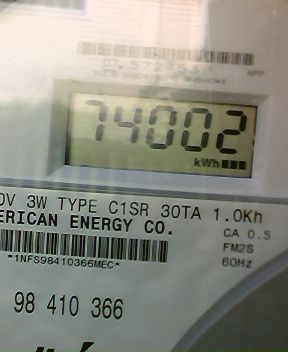 74002
kWh
0V 3W TYPE C1SR 30TA 1.0Kh
ERICAN ENERGY CO.
CA 0.5
FM2S
60Hz
*1NFS98410366MEC*
98 410 366